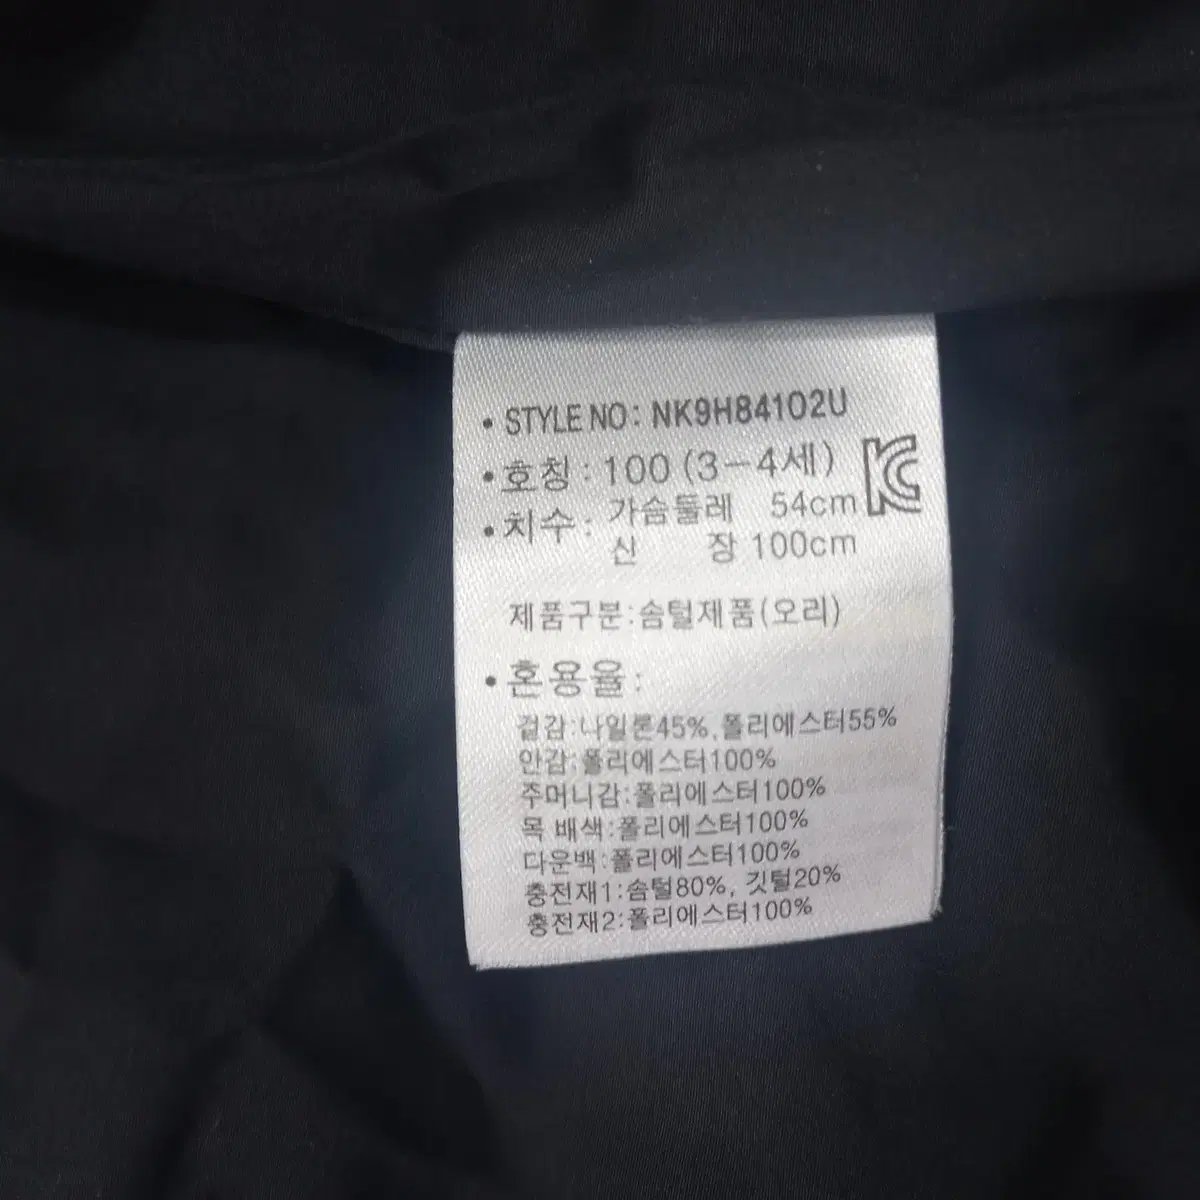 • STYLE NO: NK9H84102U
• 호칭: 100 (3-4세)
• 치수: 가슴둘레 54cm
신 장 100cm
KC
제품구분:솜털제품(오리)
• 혼용율:
겉감:나일론45%,폴리에스터55%
안감:폴리에스터100%
주머니감:폴리에스터100%
목 배색:폴리에스터100%
다운백:폴리에스터100%
충전재1:솜털80%, 깃털20%
충전재2:폴리에스터100%